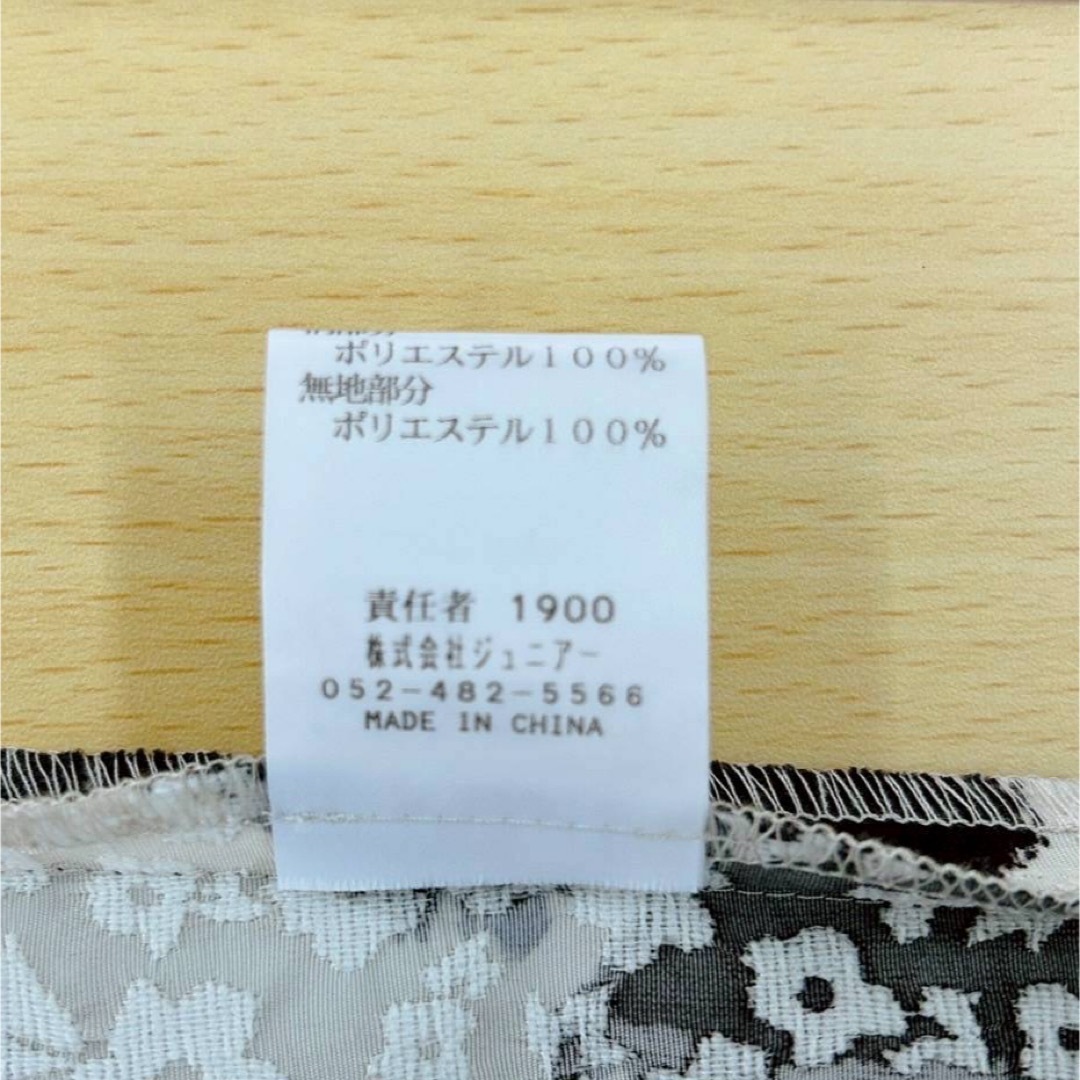 ポリエステル１００％
無地部分
ポリエステル１００％
責任者 1900
株式会社ジュニアー
052-482-5566
MADE IN CHINA